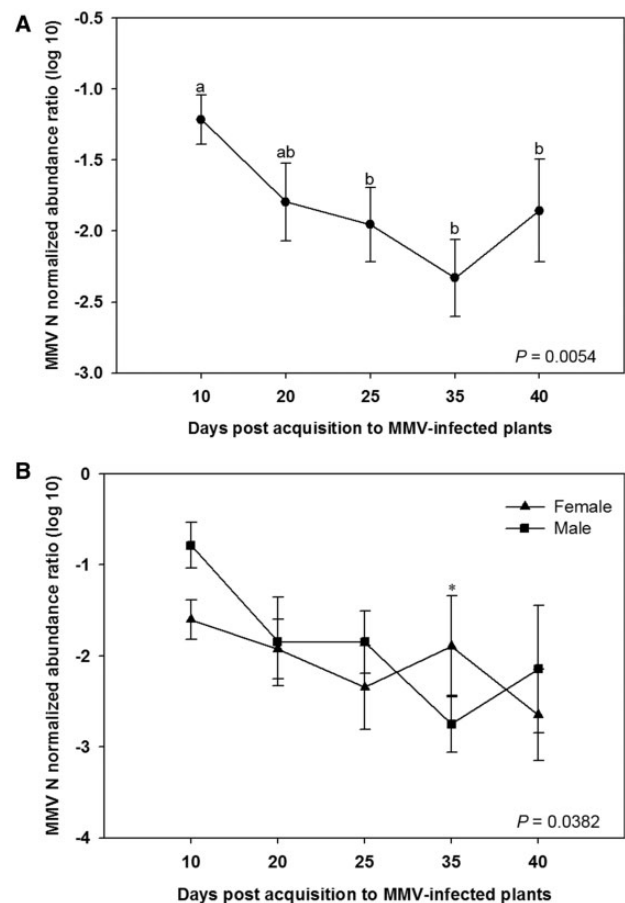 A
MMV N normalized abundance ratio (log 10)
-0.5
-1.0
-1.5
-2.0
-2.5
-3.0
a
ab
b
b
b
P = 0.0054
10 20 25 35 40
Days post acquisition to MMV-infected plants
B
MMV N normalized abundance ratio (log 10)
0
-1
-2
-3
-4
Female
Male
*
P = 0.0382
10 20 25 35 40
Days post acquisition to MMV-infected plants